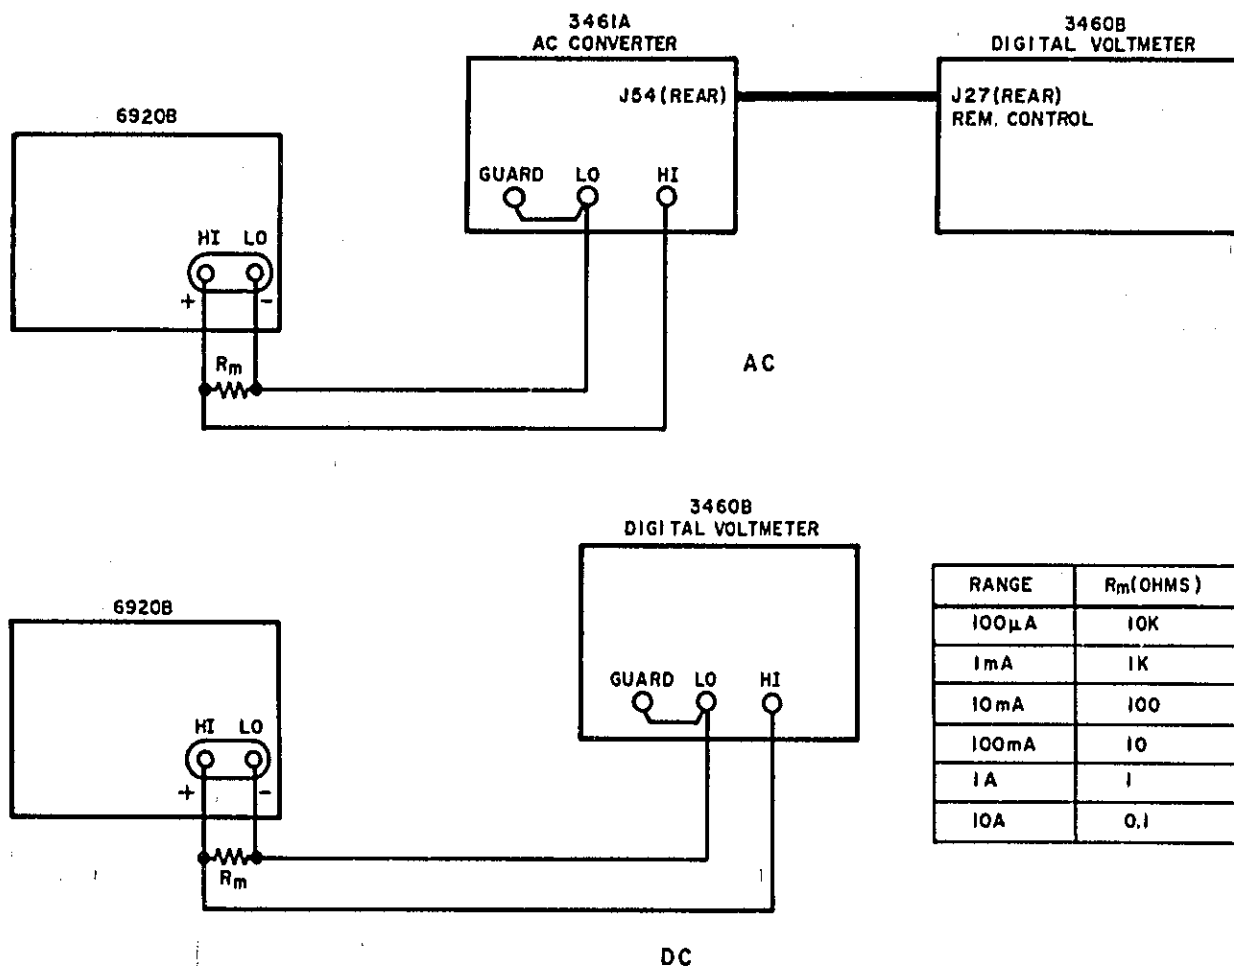 3461A
AC CONVERTER
3460B
DIGITAL VOLTMETER
J54(REAR)
J27(REAR)
REM. CONTROL
6920B
GUARD LO HI
HI LO
+ -
Rm
AC
3460B
DIGITAL VOLTMETER
6920B
GUARD LO HI
HI LO
+ -
Rm
DC
RANGE Rm(OHMS)
100μA 10K
1mA 1K
10mA 100
100mA 10
1A 1
10A 0.1